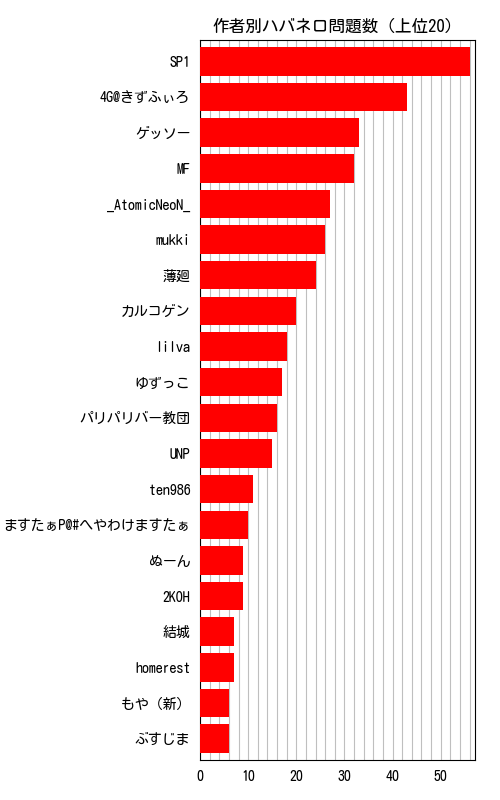 作者別ハバネロ問題数（上位20）
SP1
4G@きずふぃろ
ゲッソー
MF
_AtomicNeoN_
mukki
薄廻
カルコゲン
lilva
ゆずっこ
パリパリバー教団
UNP
ten986
ますたぁP@#へやわけますたぁ
ぬーん
2KOH
結城
homerest
もや（新）
ぶすじま
0 10 20 30 40 50